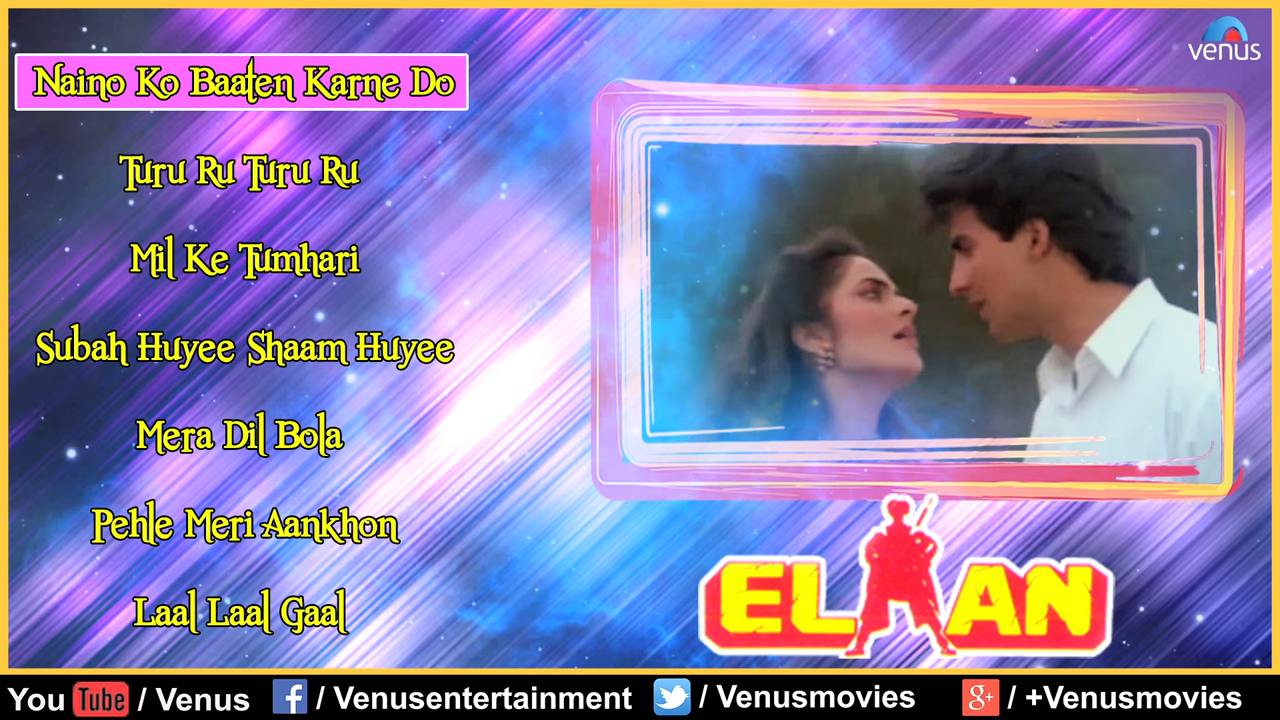 Naino Ko Baaten Karne Do
Turu Ru Turu Ru
Mil Ke Tumhari
Subah Huyee Shaam Huyee
Mera Dil Bola
Pehle Meri Aankhon
Laal Laal Gaal
venus
ELAAN
You Tube / Venus f / Venusentertainment / Venusmovies g+ / +Venusmovies